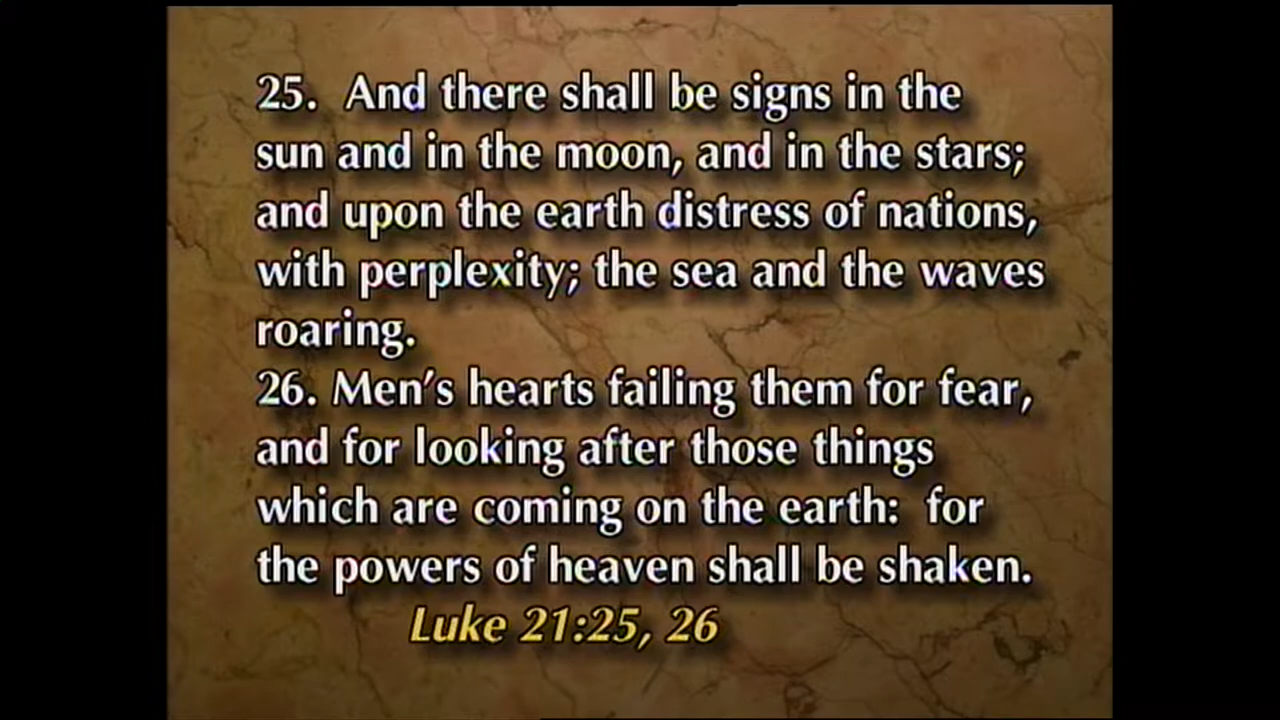 25.  And there shall be signs in the
sun and in the moon, and in the stars;
and upon the earth distress of nations,
with perplexity; the sea and the waves
roaring.
26. Men's hearts failing them for fear,
and for looking after those things
which are coming on the earth:  for
the powers of heaven shall be shaken.
Luke 21:25, 26